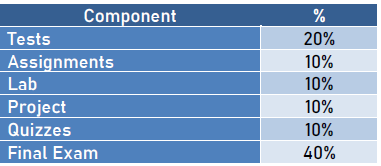 Component %
Tests 20%
Assignments 10%
Lab 10%
Project 10%
Quizzes 10%
Final Exam 40%